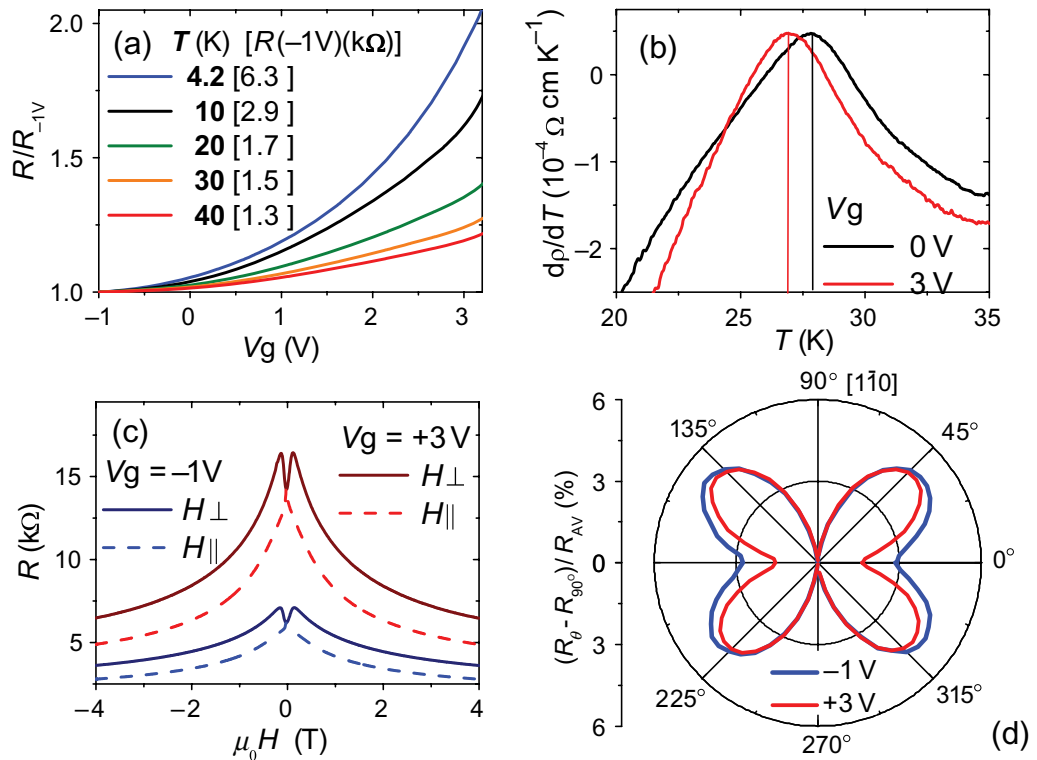 (a)
T (K) [R(−1V)(kΩ)]
4.2 [6.3 ]
10 [2.9 ]
20 [1.7 ]
30 [1.5 ]
40 [1.3 ]
2.0
1.5
1.0
R/R−1V
−1 0 1 2 3
Vg (V)
(b)
0
−1
−2
dρ/dT (10−4 Ω cm K−1)
Vg
0 V
3 V
20 25 30 35
T (K)
(c)
Vg = −1V
H⊥
H||
Vg = +3 V
H⊥
H||
15
10
5
R (kΩ)
−4 −2 0 2 4
μ0H (T)
90° [11̄0]
135° 45°
0°
225° 315°
270°
6
3
0
3
6
(Rθ - R90°)/ RAV (%)
−1 V
+3 V
(d)